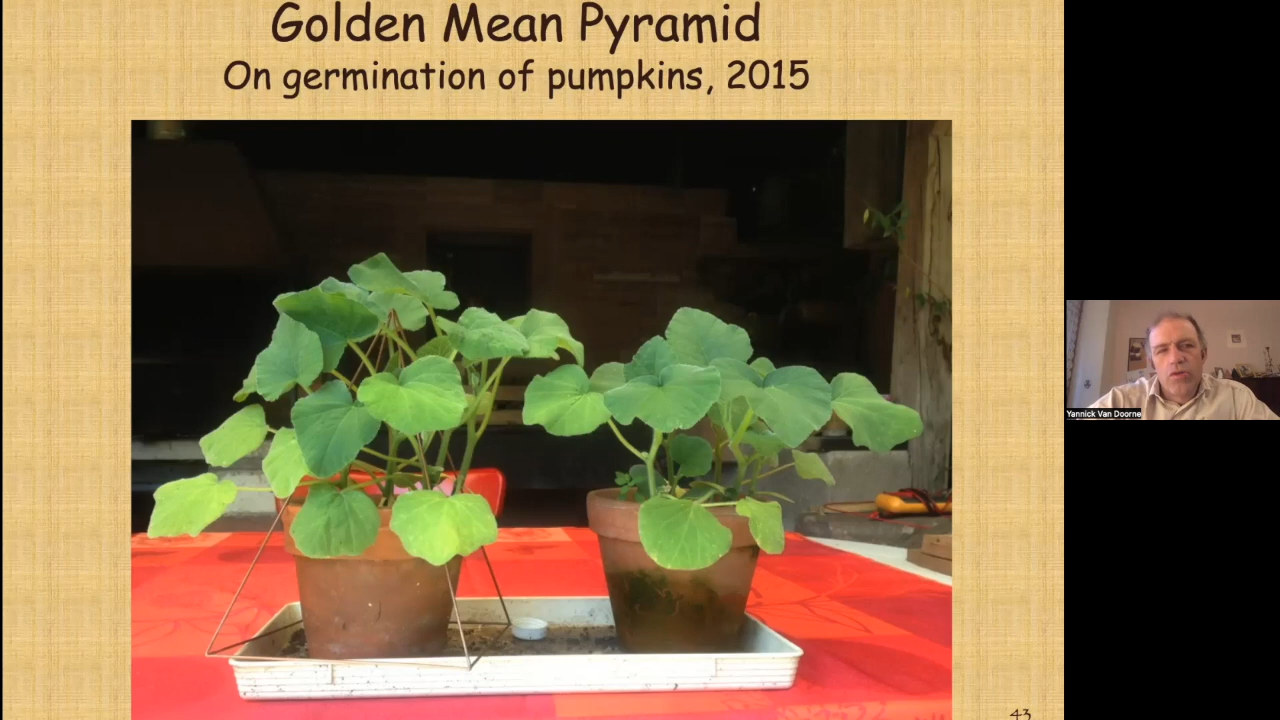 Golden Mean Pyramid
On germination of pumpkins, 2015
Yannick Van Doorne
43